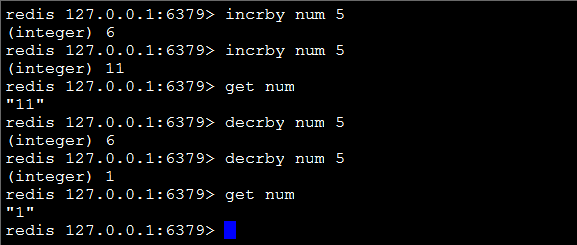 redis 127.0.0.1:6379> incrby num 5
(integer) 6
redis 127.0.0.1:6379> incrby num 5
(integer) 11
redis 127.0.0.1:6379> get num
"11"
redis 127.0.0.1:6379> decrby num 5
(integer) 6
redis 127.0.0.1:6379> decrby num 5
(integer) 1
redis 127.0.0.1:6379> get num
"1"
redis 127.0.0.1:6379>